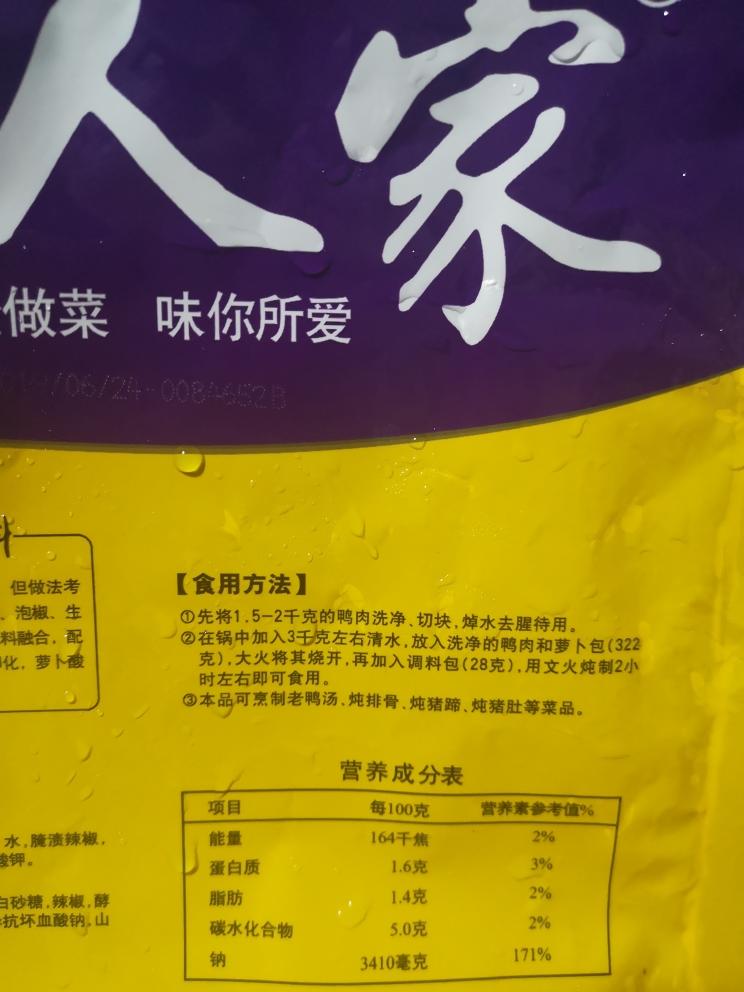 人家
做菜 味你所爱
/06/24-0084652B
但做法考
、泡椒、生
料融合，配
化，萝卜酸
【食用方法】
①先将1.5-2千克的鸭肉洗净、切块，焯水去腥待用。
②在锅中加入3千克左右清水，放入洗净的鸭肉和萝卜包(322
克)，大火将其烧开，再加入调料包(28克)，用文火炖制2小
时左右即可食用。
③本品可烹制老鸭汤、炖排骨、炖猪蹄、炖猪肚等菜品。
营养成分表
项目 每100克 营养素参考值%
能量 164千焦 2%
蛋白质 1.6克 3%
脂肪 1.4克 2%
碳水化合物 5.0克 2%
钠 3410毫克 171%
水，腌渍辣椒，
酸钾。
白砂糖，辣椒，酵
抗坏血酸钠，山